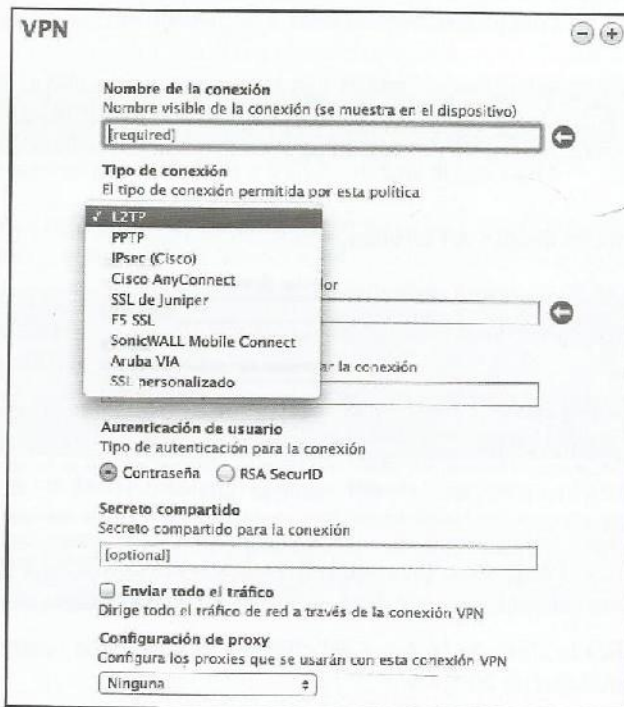 VPN
Nombre de la conexión
Nombre visible de la conexión (se muestra en el dispositivo)
[required]
Tipo de conexión
El tipo de conexión permitida por esta política
✓ L2TP
PPTP
IPsec (Cisco)
Cisco AnyConnect
SSL de Juniper
F5 SSL
SonicWALL Mobile Connect
Aruba VIA
SSL personalizado
or
ar la conexión
Autenticación de usuario
Tipo de autenticación para la conexión
Contraseña RSA SecurID
Secreto compartido
Secreto compartido para la conexión
[optional]
Enviar todo el tráfico
Dirige todo el tráfico de red a través de la conexión VPN
Configuración de proxy
Configura los proxies que se usarán con esta conexión VPN
Ninguna